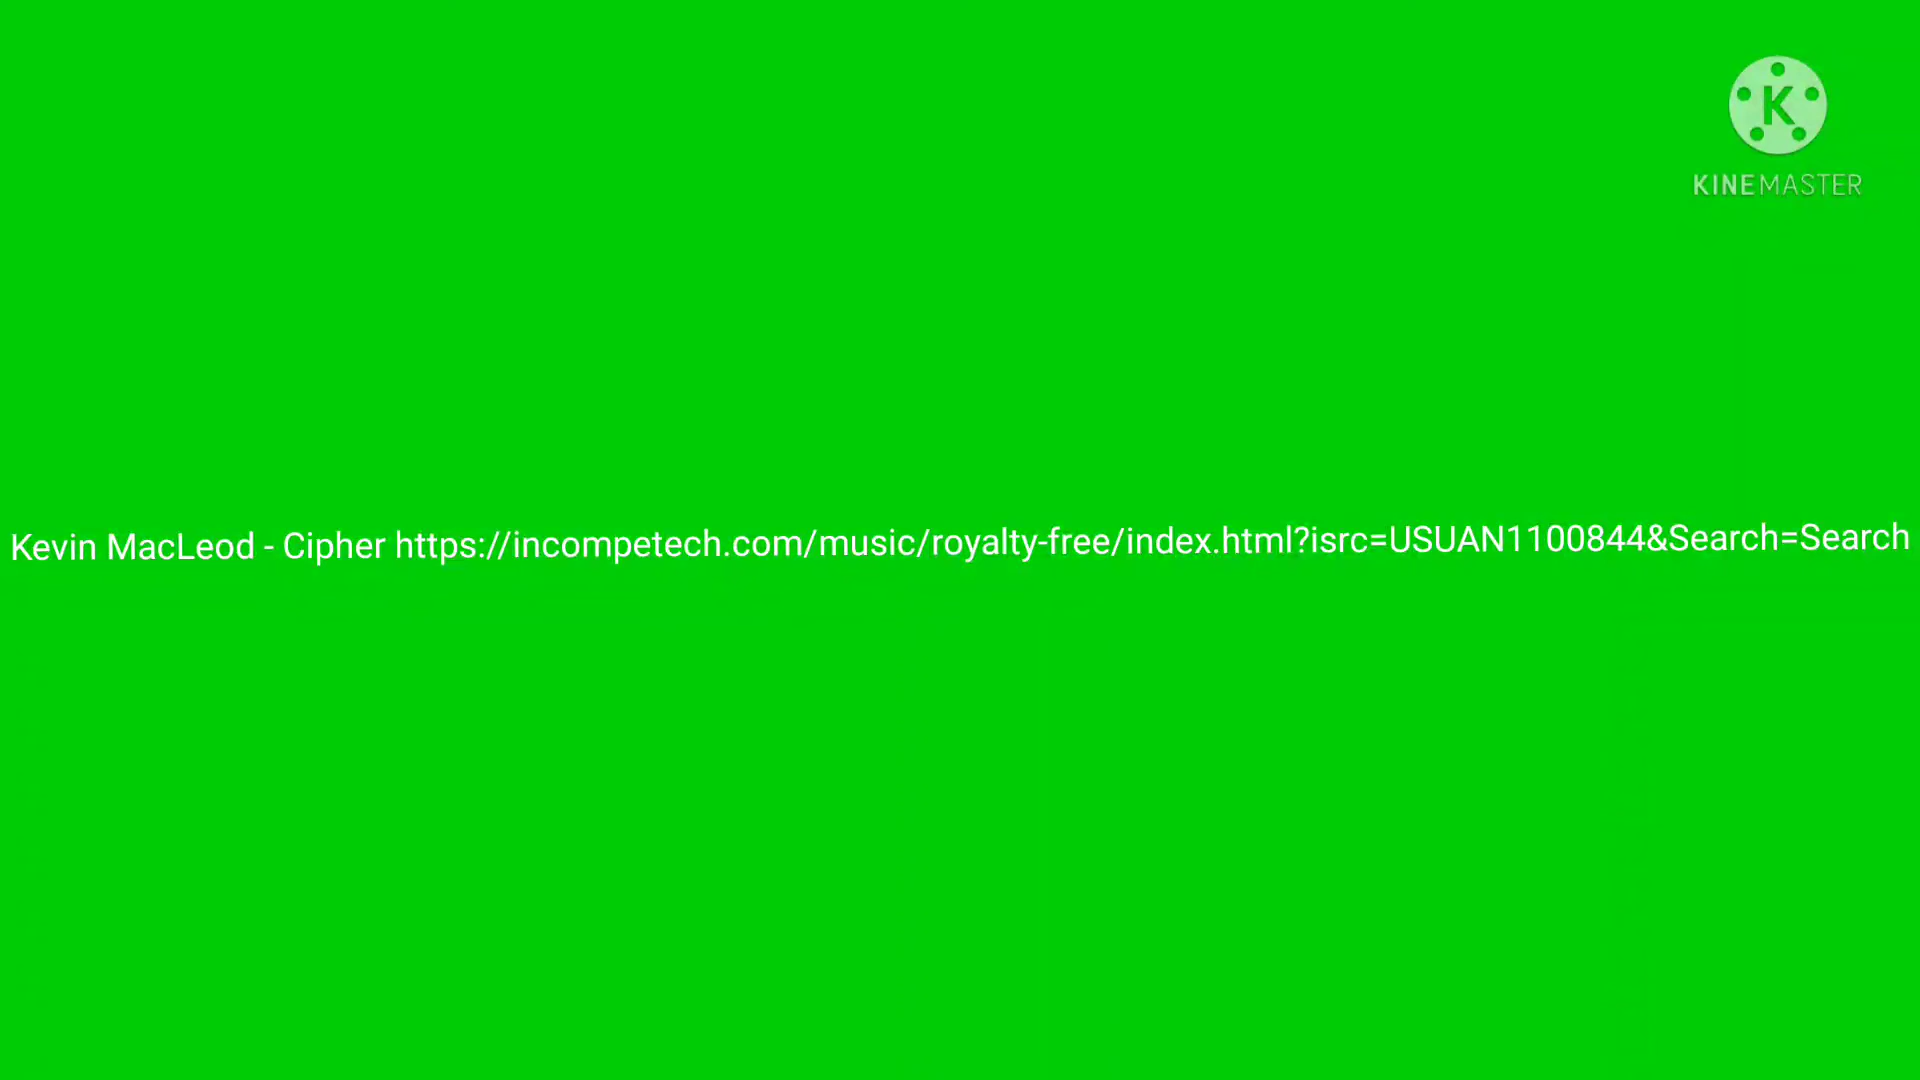 K
KINEMASTER
Kevin MacLeod - Cipher https://incompetech.com/music/royalty-free/index.html?isrc=USUAN1100844&Search=Search